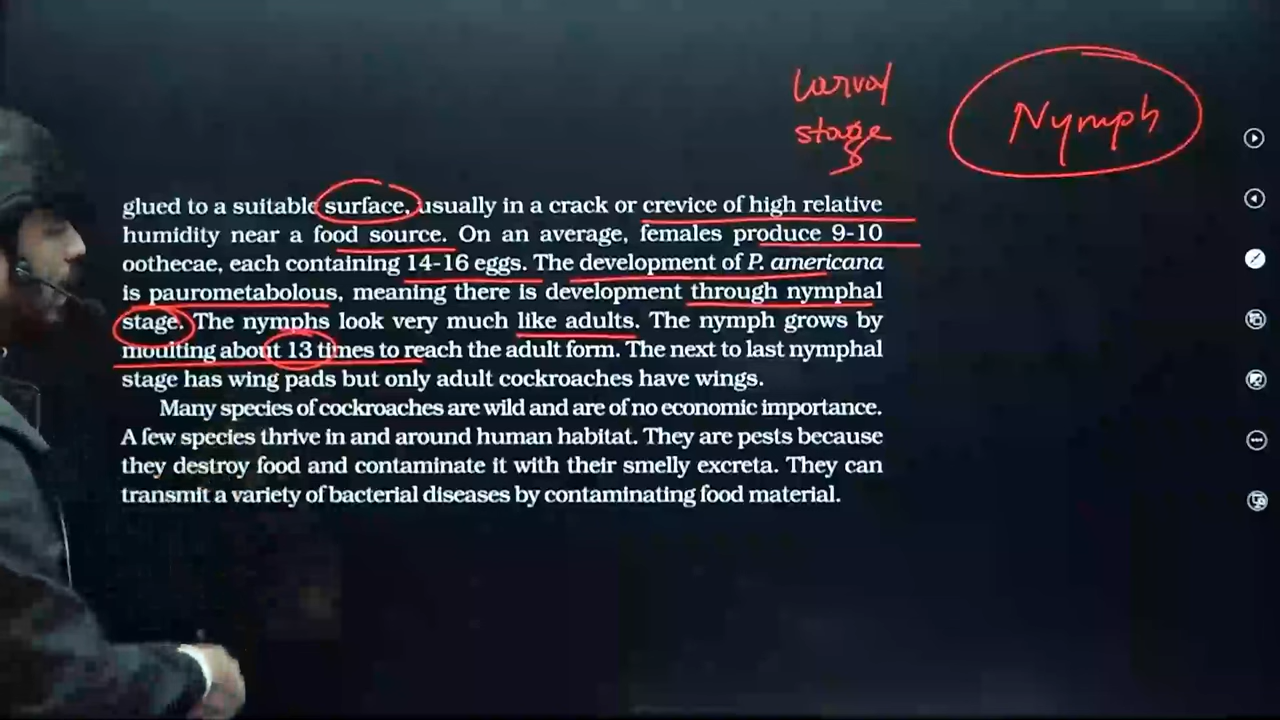 larval
stage
Nymph
glued to a suitable surface, usually in a crack or crevice of high relative
humidity near a food source. On an average, females produce 9-10
oothecae, each containing 14-16 eggs. The development of P. americana
is paurometabolous, meaning there is development through nymphal
stage. The nymphs look very much like adults. The nymph grows by
moulting about 13 times to reach the adult form. The next to last nymphal
stage has wing pads but only adult cockroaches have wings.
Many species of cockroaches are wild and are of no economic importance.
A few species thrive in and around human habitat. They are pests because
they destroy food and contaminate it with their smelly excreta. They can
transmit a variety of bacterial diseases by contaminating food material.